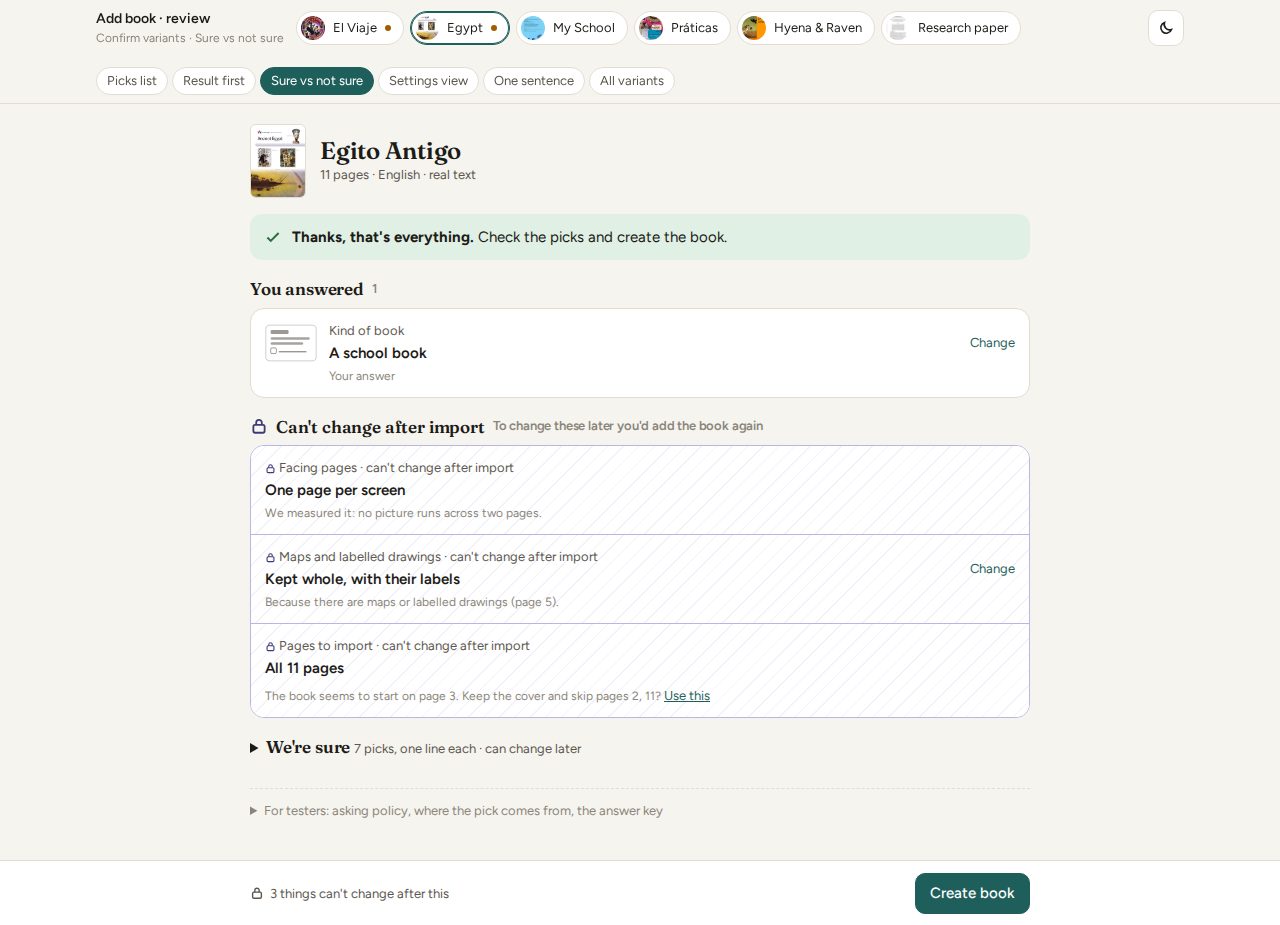 Add book · review
Confirm variants · Sure vs not sure
El Viaje
Egypt
My School
Práticas
Hyena & Raven
Research paper
Picks list
Result first
Sure vs not sure
Settings view
One sentence
All variants
Egito Antigo
11 pages · English · real text
Thanks, that's everything. Check the picks and create the book.
You answered 1
Kind of book
A school book
Your answer
Change
Can't change after import To change these later you'd add the book again
Facing pages · can't change after import
One page per screen
We measured it: no picture runs across two pages.
Maps and labelled drawings · can't change after import
Kept whole, with their labels
Because there are maps or labelled drawings (page 5).
Change
Pages to import · can't change after import
All 11 pages
The book seems to start on page 3. Keep the cover and skip pages 2, 11? Use this
We're sure 7 picks, one line each · can change later
For testers: asking policy, where the pick comes from, the answer key
3 things can't change after this
Create book